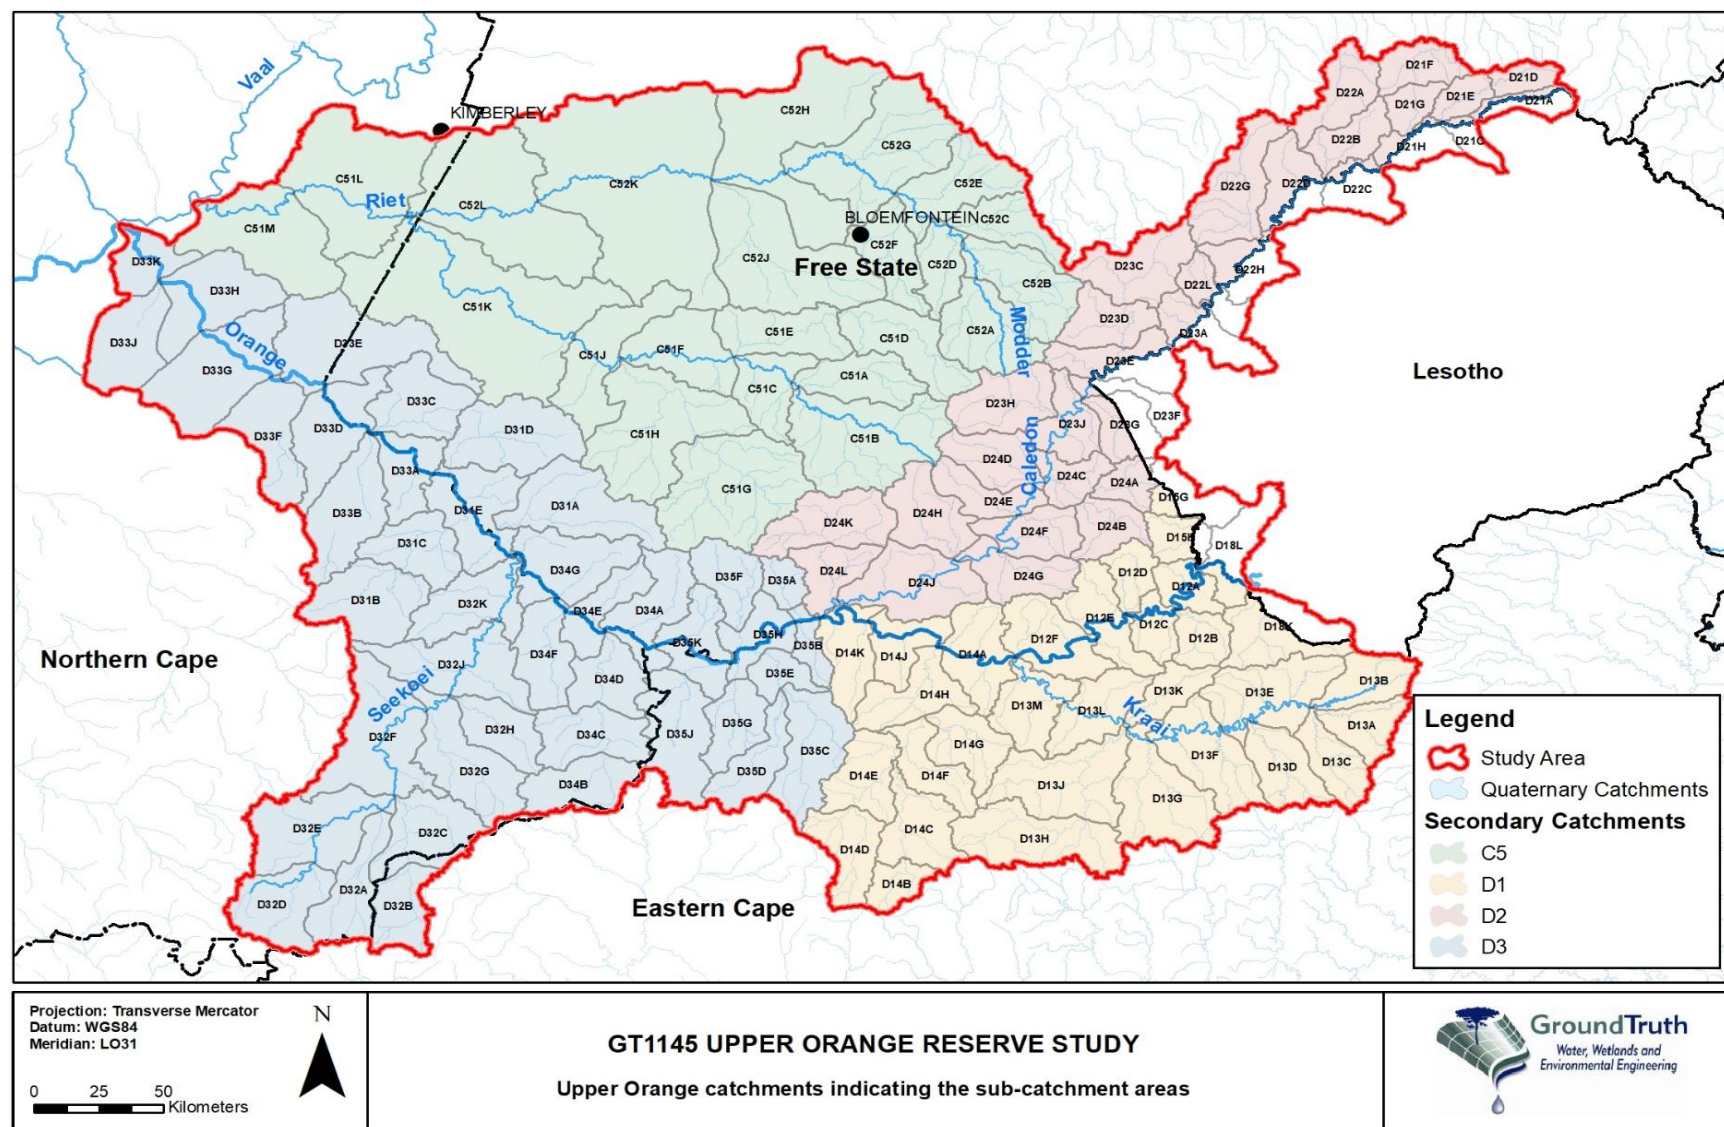 Vaal
KIMBERLEY
Riet
BLOEMFONTEIN
Free State
Modder
Orange
Caledon
Lesotho
Northern Cape
Seekoei
Kraai
Eastern Cape
D21F
D21D
D22A
D21E
D21G
D21A
D22B
D21H
D21C
D22G
D22D
D22C
C52H
C52G
C51L
C52K
C52E
C52L
C52C
C51M
C52F
C52J
C52D
C52B
D33K
D33H
D23C
D22H
D22L
C51K
D23D
D23A
D33J
D23E
C51E
C52A
C51D
C51J
C51F
D23E
D33G
C51A
C51C
D33C
D23H
D23F
D23J
D23G
D33F
D33D
D31D
C51H
C51B
D24D
D33A
D24C
D24A
C51G
D24E
D15G
D33B
D31E
D31A
D24K
D24H
D24F
D24B
D31C
D15H
D18L
D34G
D35F
D35A
D24L
D24J
D24G
D12D
D12A
D31B
D32K
D34E
D34A
D12E
D12C
D12F
D12B
D18K
D35K
D35H
D35B
D14K
D14J
D14A
D32J
D34F
D34D
D35E
D14H
D13M
D13L
D13K
D13E
D13B
D32F
D32H
D34C
D35J
D35G
D35C
D14G
D13F
D13A
D32G
D34B
D35D
D14E
D14F
D13J
D13G
D13D
D13C
D32E
D32C
D14C
D14D
D13H
D14B
D32D
D32A
D32B
Legend
Study Area
Quaternary Catchments
Secondary Catchments
C5
D1
D2
D3
Projection: Transverse Mercator
Datum: WGS84
Meridian: LO31
N
0 25 50
Kilometers
GT1145 UPPER ORANGE RESERVE STUDY
Upper Orange catchments indicating the sub-catchment areas
GroundTruth
Water, Wetlands and
Environmental Engineering